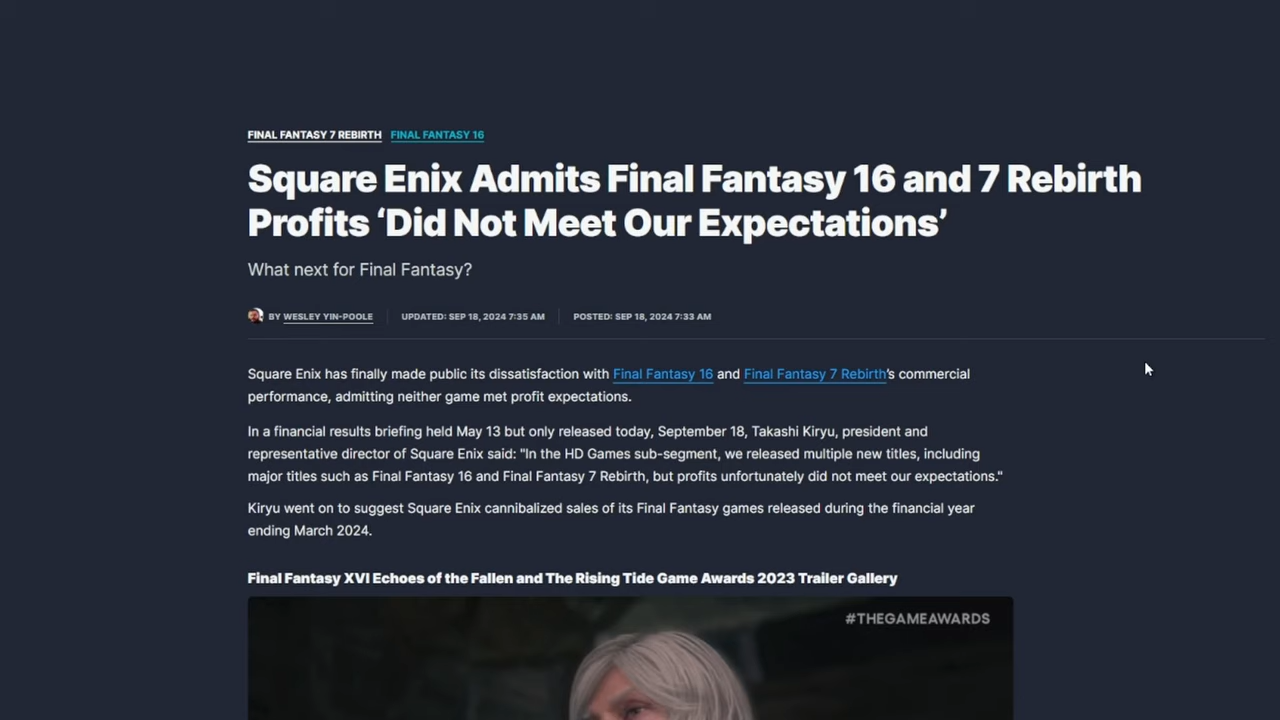 FINAL FANTASY 7 REBIRTH FINAL FANTASY 16
Square Enix Admits Final Fantasy 16 and 7 Rebirth
Profits ‘Did Not Meet Our Expectations’
What next for Final Fantasy?
BY WESLEY YIN-POOLE UPDATED: SEP 18, 2024 7:35 AM POSTED: SEP 18, 2024 7:33 AM
Square Enix has finally made public its dissatisfaction with Final Fantasy 16 and Final Fantasy 7 Rebirth's commercial
performance, admitting neither game met profit expectations.
In a financial results briefing held May 13 but only released today, September 18, Takashi Kiryu, president and
representative director of Square Enix said: "In the HD Games sub-segment, we released multiple new titles, including
major titles such as Final Fantasy 16 and Final Fantasy 7 Rebirth, but profits unfortunately did not meet our expectations."
Kiryu went on to suggest Square Enix cannibalized sales of its Final Fantasy games released during the financial year
ending March 2024.
Final Fantasy XVI Echoes of the Fallen and The Rising Tide Game Awards 2023 Trailer Gallery
#THEGAMEAWARDS